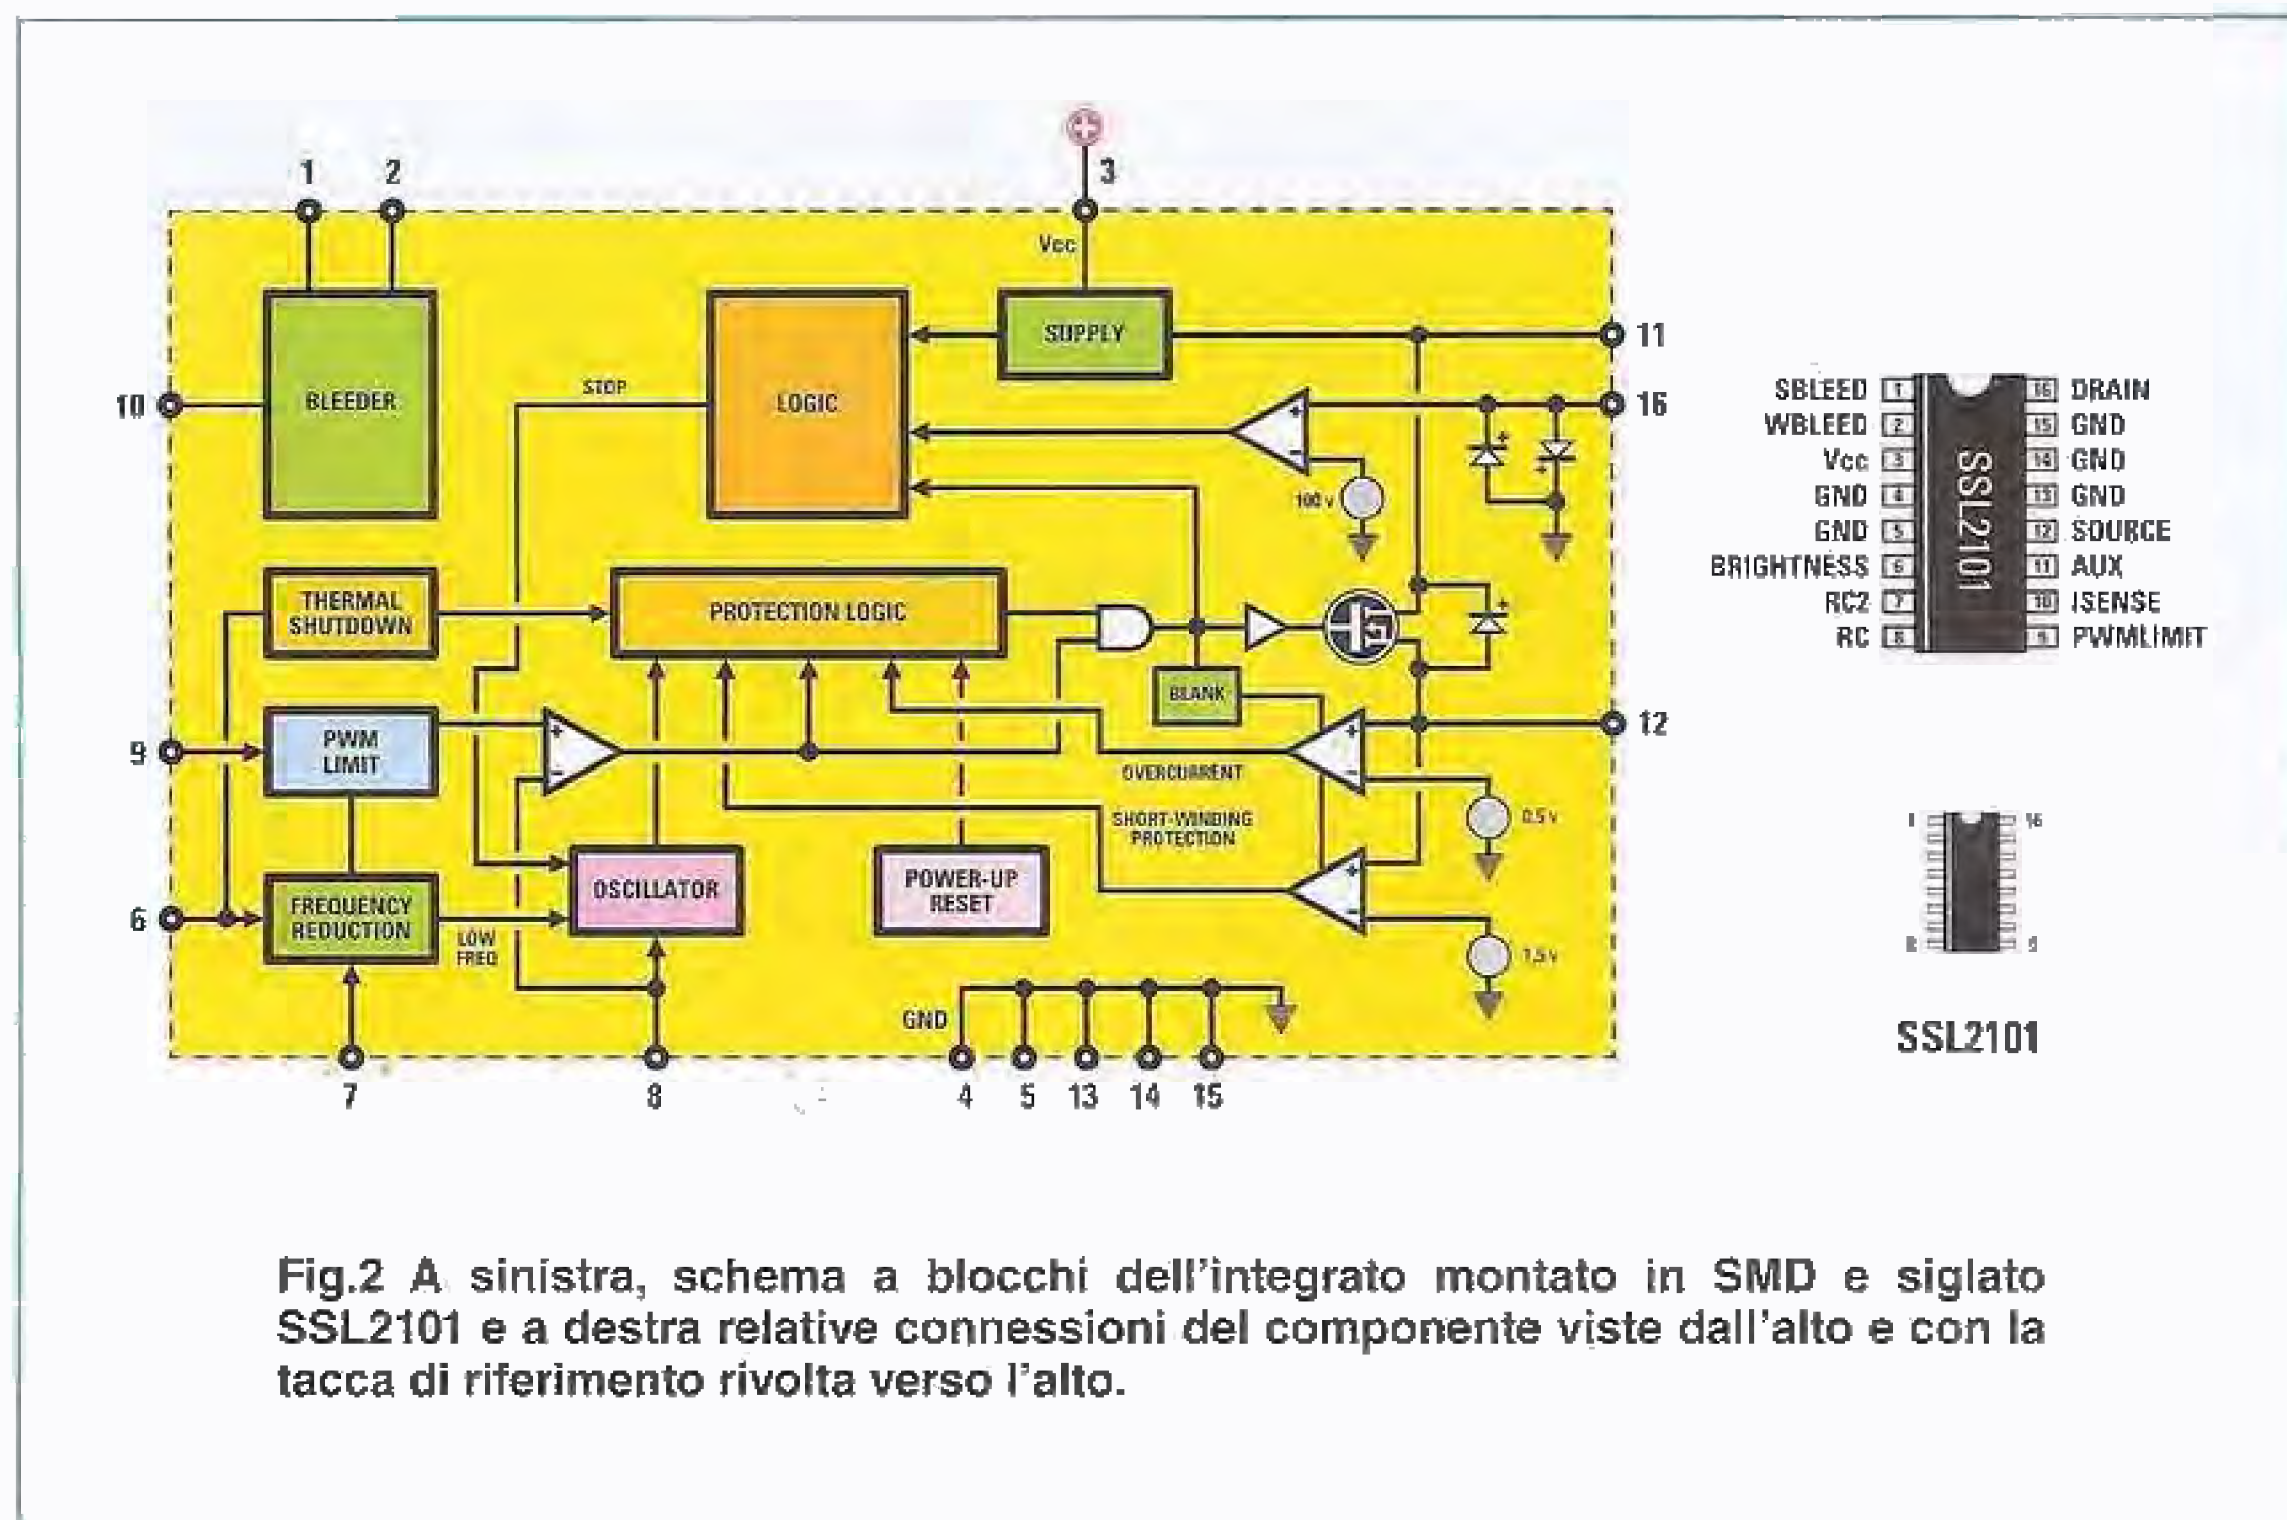 1 2 3
Vcc
SUPPLY
11
STOP
10
BLEEDER
LOGIC
16
100 v
THERMAL
SHUTDOWN
PROTECTION LOGIC
BLANK
9
PWM
LIMIT
12
OVERCURRENT
SHORT-WINDING
PROTECTION
0.5 v
6
FREQUENCY
REDUCTION
LOW
FREQ
OSCILLATOR
POWER-UP
RESET
1,5 v
GND
7 8 4 5 13 14 15
SBLEED 1 16 DRAIN
WBLEED 2 15 GND
Vcc 3 14 GND
GND 4 13 GND
GND 5 12 SOURCE
BRIGHTNESS 6 11 AUX
RC2 7 10 ISENSE
RC 8 9 PWMLIMIT
SSL2101
1 16
8 9
SSL2101
Fig.2 A sinistra, schema a blocchi dell'integrato montato in SMD e siglato
SSL2101 e a destra relative connessioni del componente viste dall'alto e con la
tacca di riferimento rivolta verso l'alto.